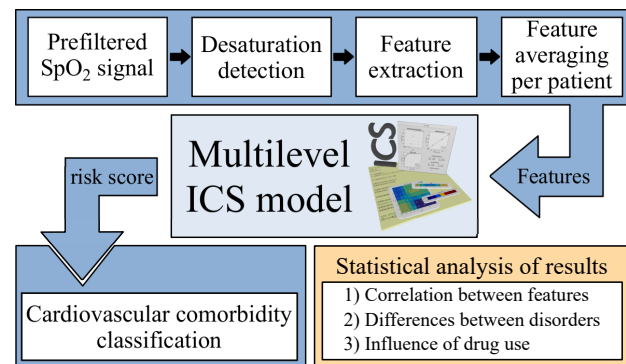 Prefiltered
SpO₂ signal
Desaturation
detection
Feature
extraction
Feature
averaging
per patient
Multilevel
ICS model
ICS
risk score
Features
Cardiovascular comorbidity
classification
Statistical analysis of results
1) Correlation between features
2) Differences between disorders
3) Influence of drug use